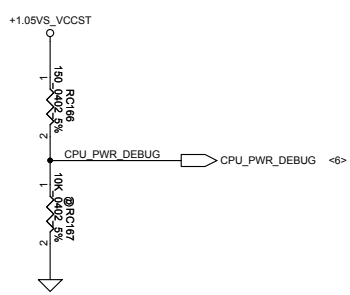 +1.05VS_VCCST
1
RC166
150_0402_5%
2
CPU_PWR_DEBUG
CPU_PWR_DEBUG <6>
1
@RC167
10K_0402_5%
2